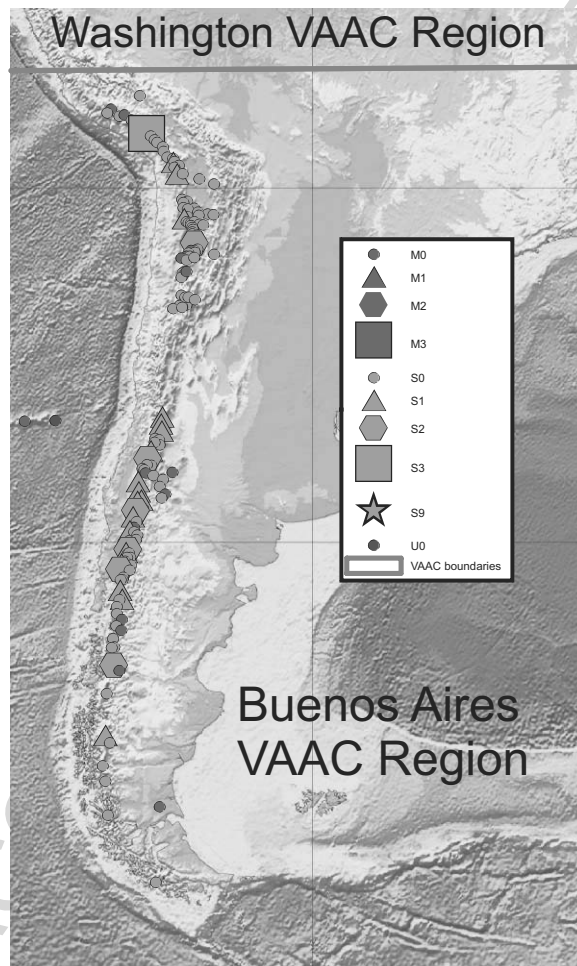 Washington VAAC Region
M0
M1
M2
M3
S0
S1
S2
S3
S9
U0
VAAC boundaries
Buenos Aires
VAAC Region